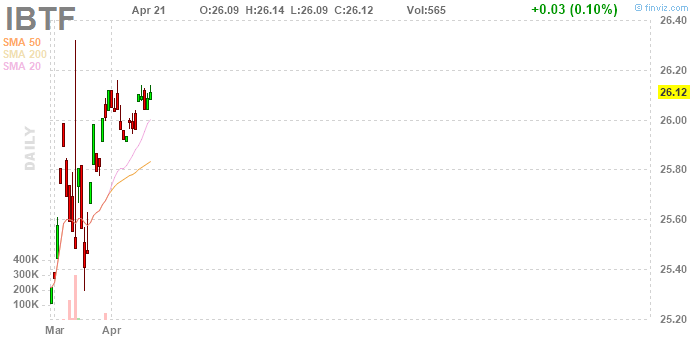 IBTF Apr 21 O:26.09 H:26.14 L:26.09 C:26.12 Vol:565 +0.03 (0.10%) @ finviz.com
SMA 50
SMA 200
SMA 20
DAILY
26.40
26.20
26.12
26.00
25.80
25.60
25.40
25.20
400K
300K
200K
100K
Mar Apr